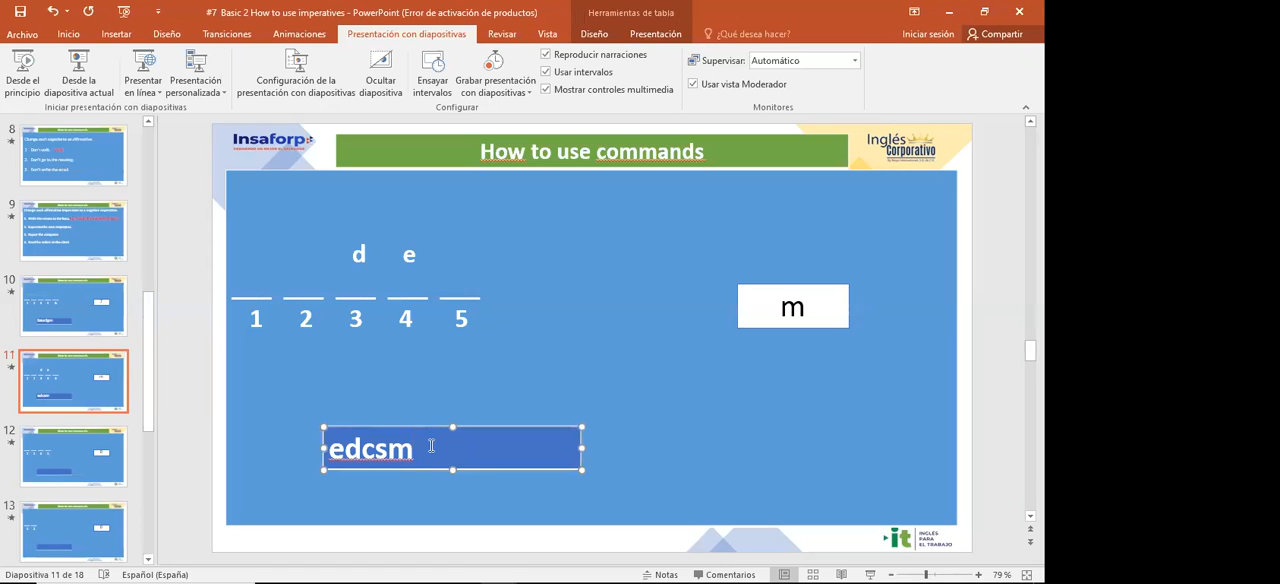 #7 Basic 2 How to use imperatives - PowerPoint (Error de activación de productos)
Herramientas de tabla
Archivo Inicio Insertar Diseño Transiciones Animaciones Presentación con diapositivas Revisar Vista Diseño Presentación ¿Qué desea hacer? Iniciar sesión Compartir
Desde el principio
Desde la diapositiva actual
Presentar en línea
Presentación personalizada
Configuración de la presentación con diapositivas
Ocultar diapositiva
Ensayar intervalos
Grabar presentación con diapositivas
Reproducir narraciones
Usar intervalos
Mostrar controles multimedia
Supervisar: Automático
Usar vista Moderador
Iniciar presentación con diapositivas
Configurar
Monitores
8
9
10
11
12
13
Insaforp
How to use commands
Inglés Corporativo
d e
1 2 3 4 5
m
edcsm
it INGLÉS PARA EL TRABAJO
Diapositiva 11 de 18 Español (España) Notas Comentarios 79 %